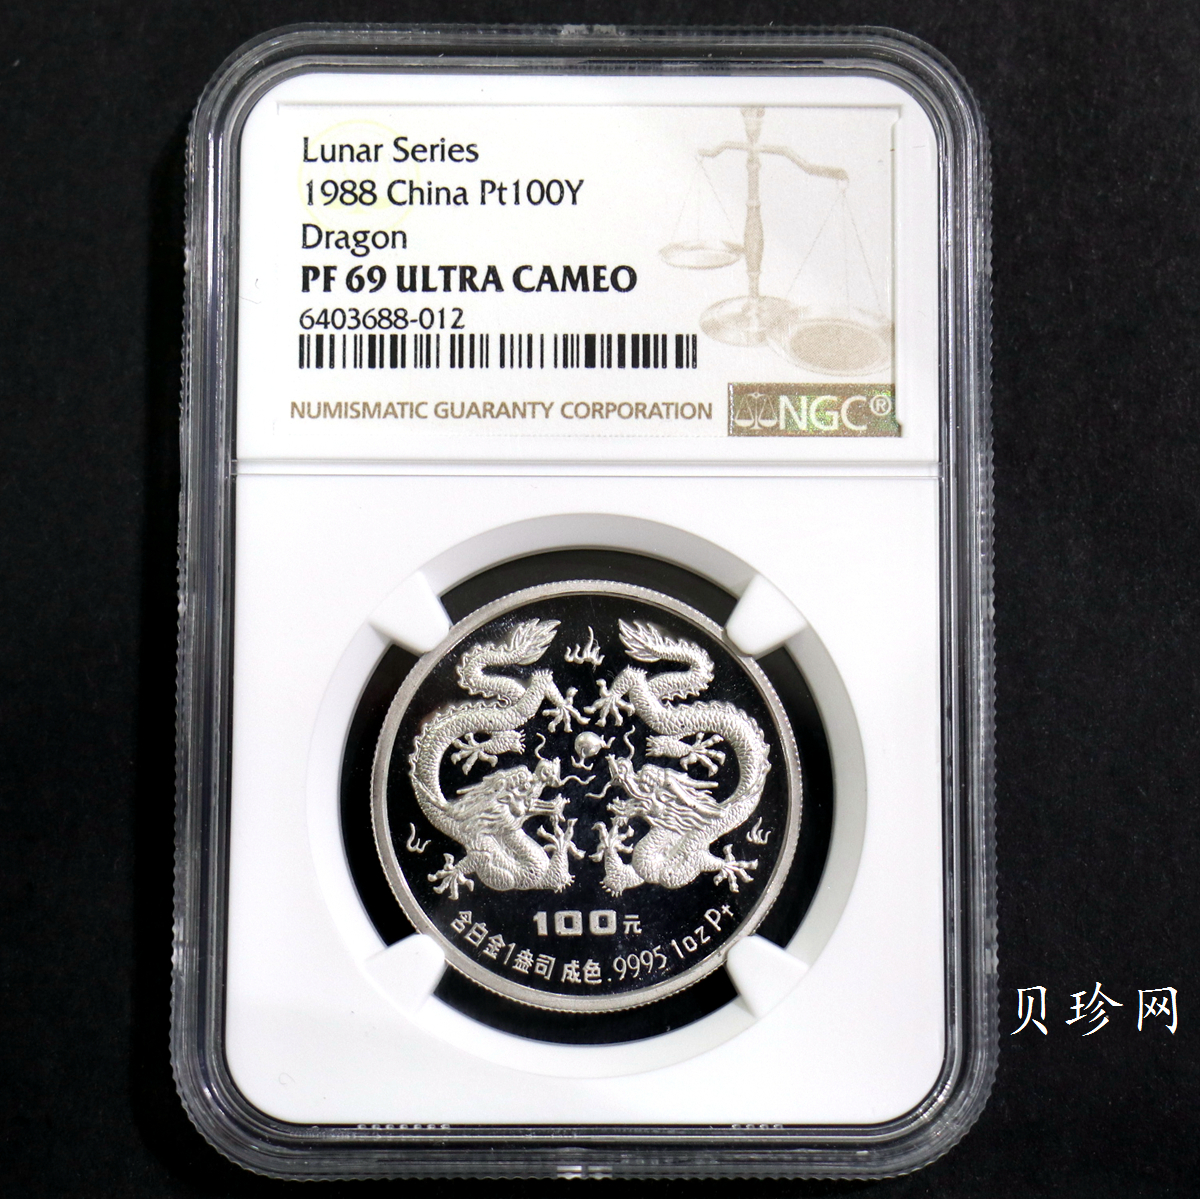 Lunar Series
1988 China Pt100Y
Dragon
PF 69 ULTRA CAMEO
6403688-012
NUMISMATIC GUARANTY CORPORATION
NGC®
100元
含白金1盎司 成色.9995 1oz Pt
贝珍网